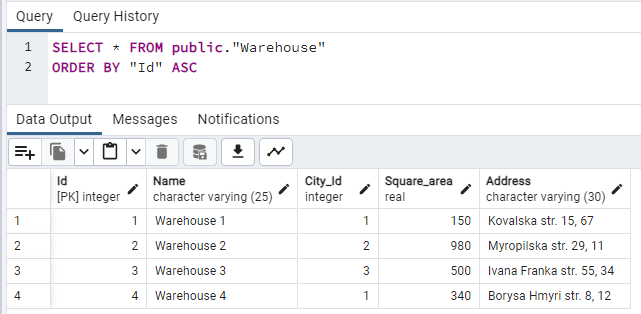 Query Query History
1 SELECT * FROM public."Warehouse"
2 ORDER BY "Id" ASC
Data Output Messages Notifications
Id Name City_Id Square_area Address
[PK] integer character varying (25) integer real character varying (30)
1 1 Warehouse 1 1 150 Kovalska str. 15, 67
2 2 Warehouse 2 2 980 Myropilska str. 29, 11
3 3 Warehouse 3 3 500 Ivana Franka str. 55, 34
4 4 Warehouse 4 1 340 Borysa Hmyri str. 8, 12